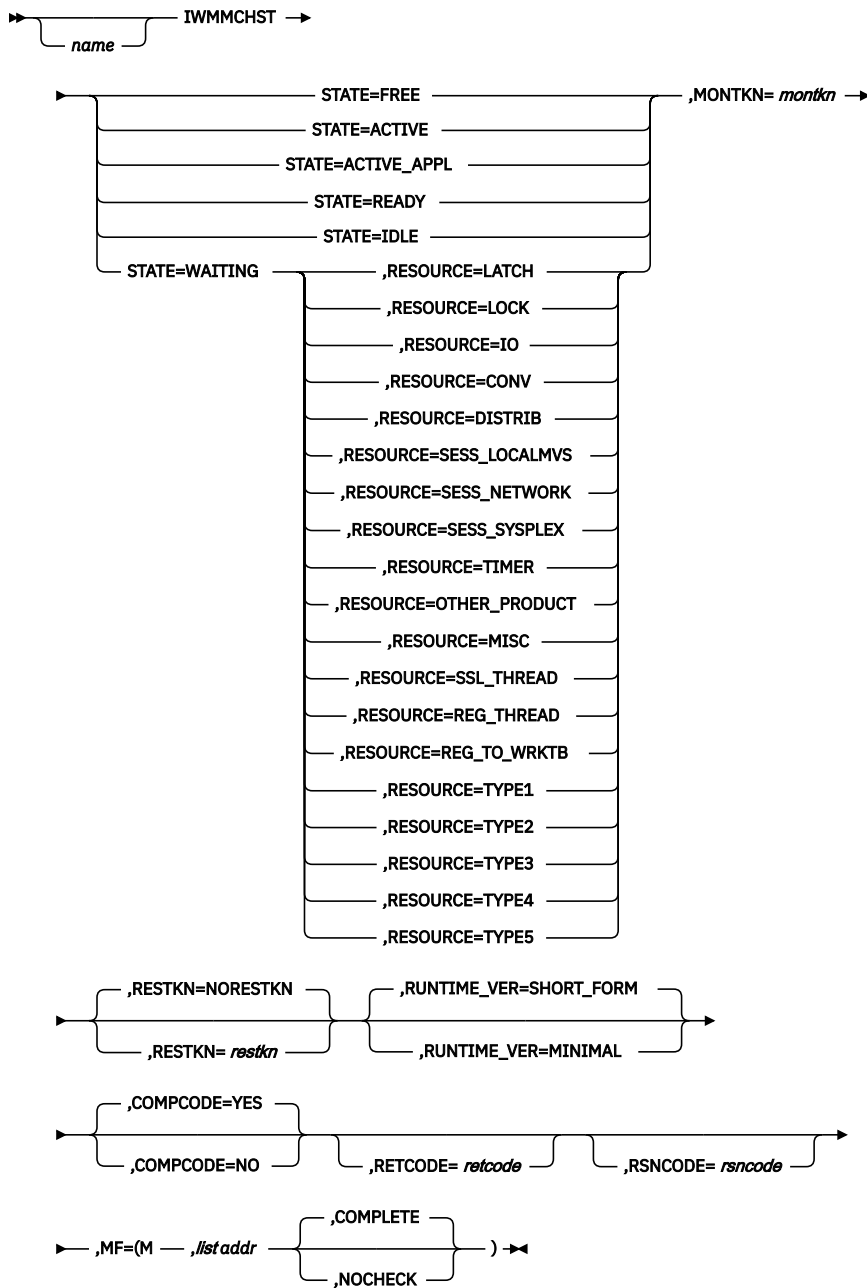 IWMMCHST
name
STATE=FREE ,MONTKN= montkn
STATE=ACTIVE
STATE=ACTIVE_APPL
STATE=READY
STATE=IDLE
STATE=WAITING ,RESOURCE=LATCH
,RESOURCE=LOCK
,RESOURCE=IO
,RESOURCE=CONV
,RESOURCE=DISTRIB
,RESOURCE=SESS_LOCALMVS
,RESOURCE=SESS_NETWORK
,RESOURCE=SESS_SYSPLEX
,RESOURCE=TIMER
,RESOURCE=OTHER_PRODUCT
,RESOURCE=MISC
,RESOURCE=SSL_THREAD
,RESOURCE=REG_THREAD
,RESOURCE=REG_TO_WRKTB
,RESOURCE=TYPE1
,RESOURCE=TYPE2
,RESOURCE=TYPE3
,RESOURCE=TYPE4
,RESOURCE=TYPE5
,RESTKN=NORESTKN ,RUNTIME_VER=SHORT_FORM
,RESTKN= restkn ,RUNTIME_VER=MINIMAL
,COMPCODE=YES
,COMPCODE=NO ,RETCODE= retcode ,RSNCODE= rsncode
,COMPLETE
,MF=(M ,list addr )
,NOCHECK